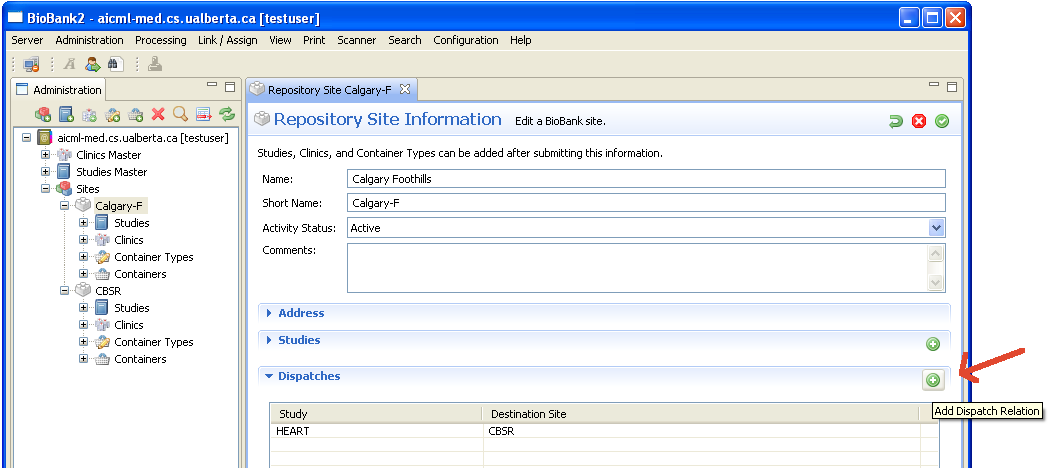 BioBank2 - aicml-med.cs.ualberta.ca [testuser]
Server Administration Processing Link / Assign View Print Scanner Search Configuration Help
Administration
Repository Site Calgary-F
Repository Site Information Edit a BioBank site.
aicml-med.cs.ualberta.ca [testuser]
Clinics Master
Studies Master
Sites
Calgary-F
Studies
Clinics
Container Types
Containers
CBSR
Studies
Clinics
Container Types
Containers
Studies, Clinics, and Container Types can be added after submitting this information.
Name: Calgary Foothills
Short Name: Calgary-F
Activity Status: Active
Comments:
Address
Studies
Dispatches
Add Dispatch Relation
Study Destination Site
HEART CBSR